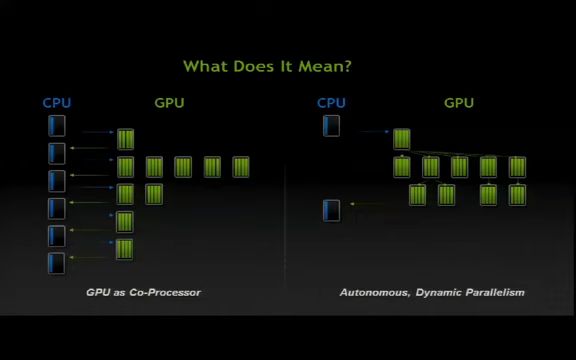 What Does It Mean?
CPU
GPU
CPU
GPU
GPU as Co-Processor
Autonomous, Dynamic Parallelism